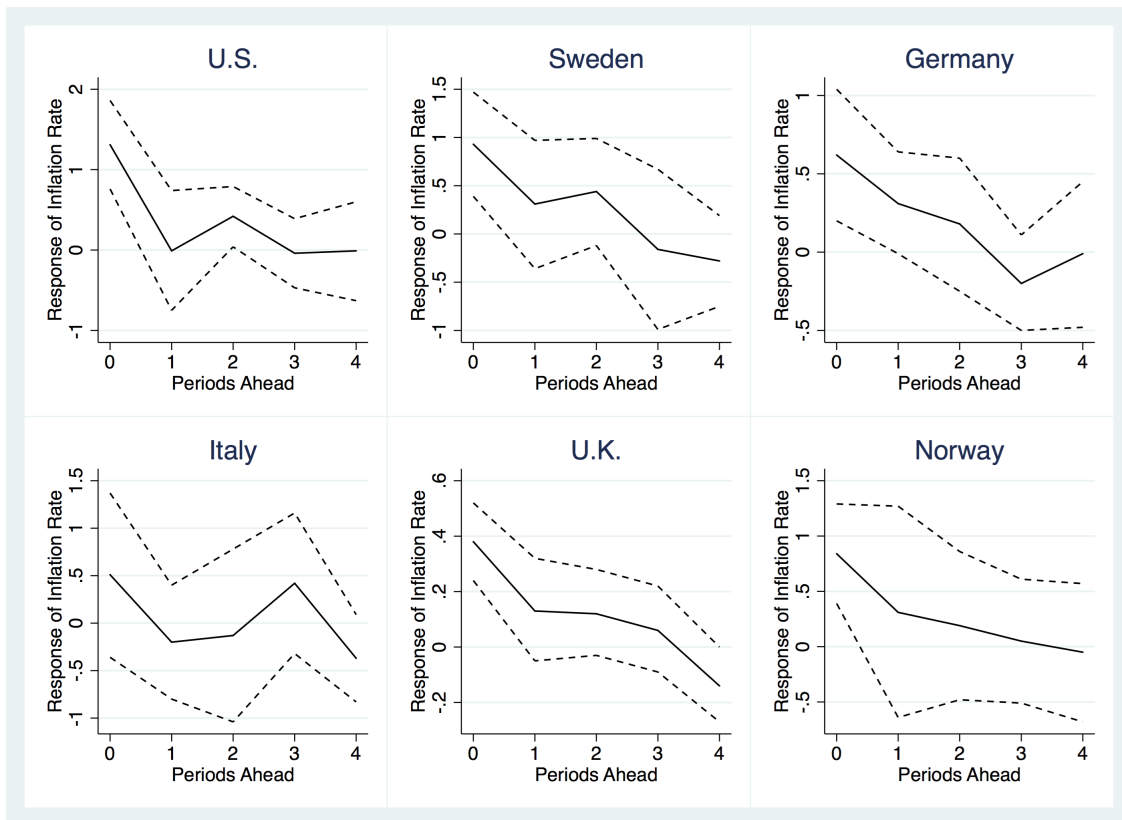 U.S.
Response of Inflation Rate
2
1
0
-1
0 1 2 3 4
Periods Ahead
Sweden
Response of Inflation Rate
1.5
1
.5
0
-.5
-1
0 1 2 3 4
Periods Ahead
Germany
Response of Inflation Rate
1
.5
0
-.5
0 1 2 3 4
Periods Ahead
Italy
Response of Inflation Rate
1.5
1
.5
0
-.5
-1
0 1 2 3 4
Periods Ahead
U.K.
Response of Inflation Rate
.6
.4
.2
0
-.2
0 1 2 3 4
Periods Ahead
Norway
Response of Inflation Rate
1.5
1
.5
0
-.5
0 1 2 3 4
Periods Ahead